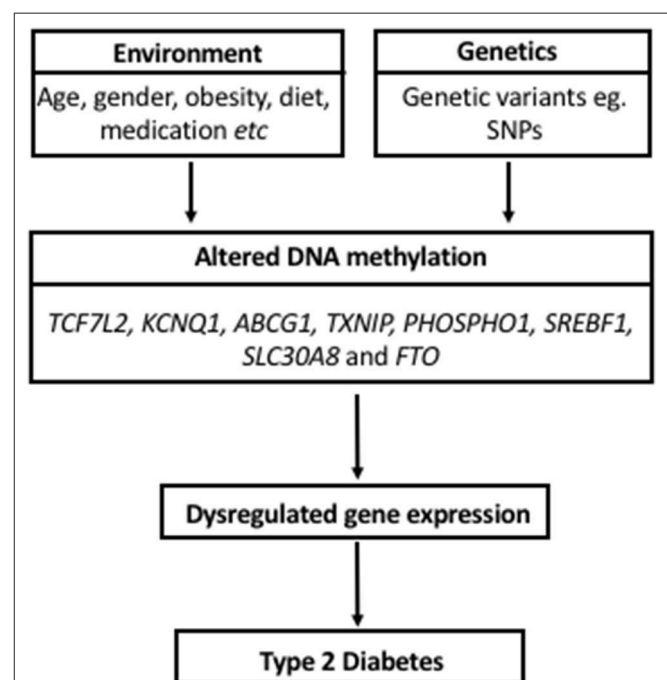 Environment
Age, gender, obesity, diet,
medication etc
Genetics
Genetic variants eg.
SNPs
Altered DNA methylation
TCF7L2, KCNQ1, ABCG1, TXNIP, PHOSPHO1, SREBF1,
SLC30A8 and FTO
Dysregulated gene expression
Type 2 Diabetes